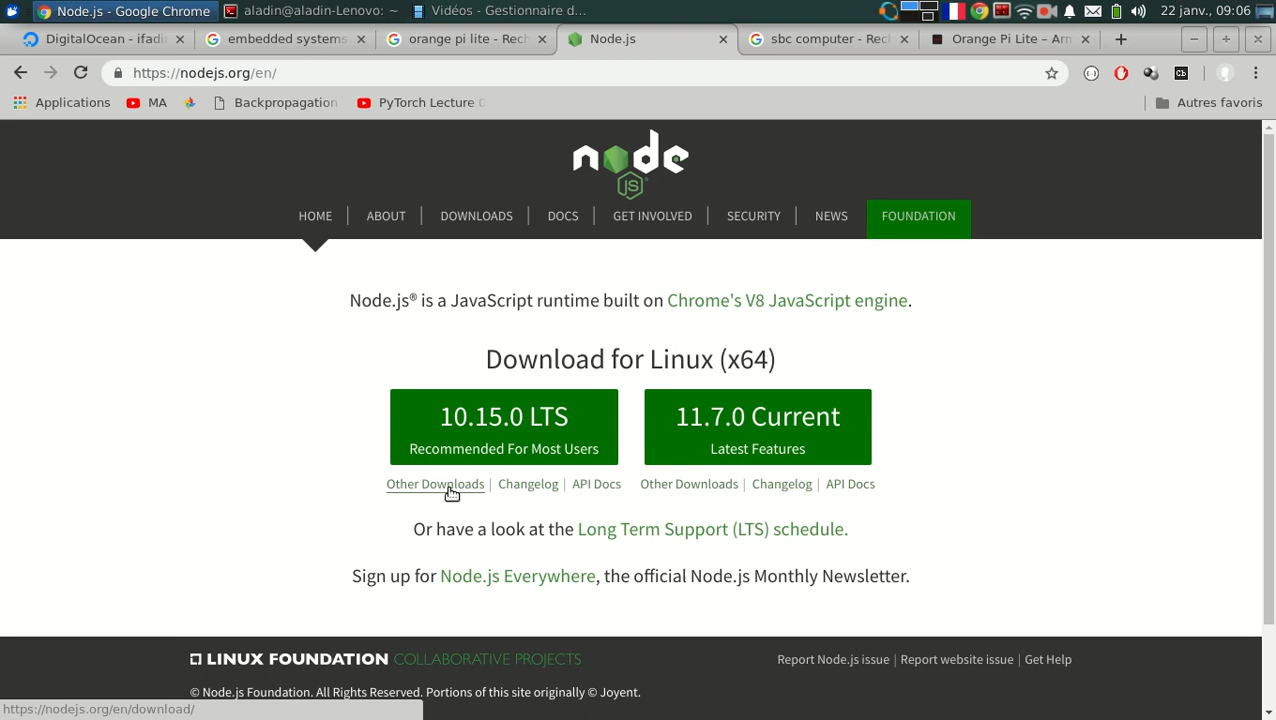 Node.js - Google Chrome
aladin@aladin-Lenovo: ~
Vidéos - Gestionnaire d...
22 janv., 09:06
DigitalOcean - ifadin
embedded systems
orange pi lite - Rech
Node.js
sbc computer - Rech
Orange Pi Lite – Arm
https://nodejs.org/en/
Cb
Applications
MA
Backpropagation
PyTorch Lecture 0
Autres favoris
node
JS
HOME
ABOUT
DOWNLOADS
DOCS
GET INVOLVED
SECURITY
NEWS
FOUNDATION
Node.js® is a JavaScript runtime built on Chrome's V8 JavaScript engine.
Download for Linux (x64)
10.15.0 LTS
Recommended For Most Users
11.7.0 Current
Latest Features
Other Downloads | Changelog | API Docs
Other Downloads | Changelog | API Docs
Or have a look at the Long Term Support (LTS) schedule.
Sign up for Node.js Everywhere, the official Node.js Monthly Newsletter.
LINUX FOUNDATION COLLABORATIVE PROJECTS
Report Node.js issue | Report website issue | Get Help
© Node.js Foundation. All Rights Reserved. Portions of this site originally © Joyent.
https://nodejs.org/en/download/